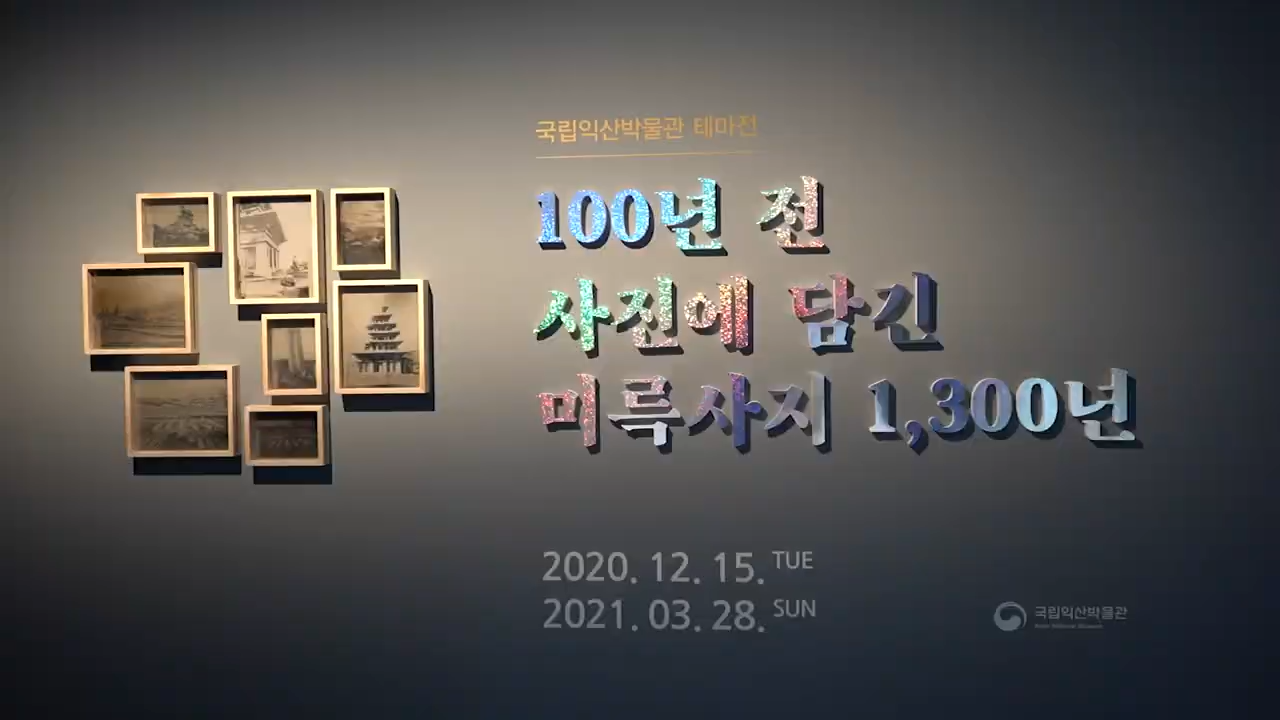 국립익산박물관 테마전
100년 전
사진에 담긴
미륵사지 1,300년
2020. 12. 15. TUE
2021. 03. 28. SUN
국립익산박물관